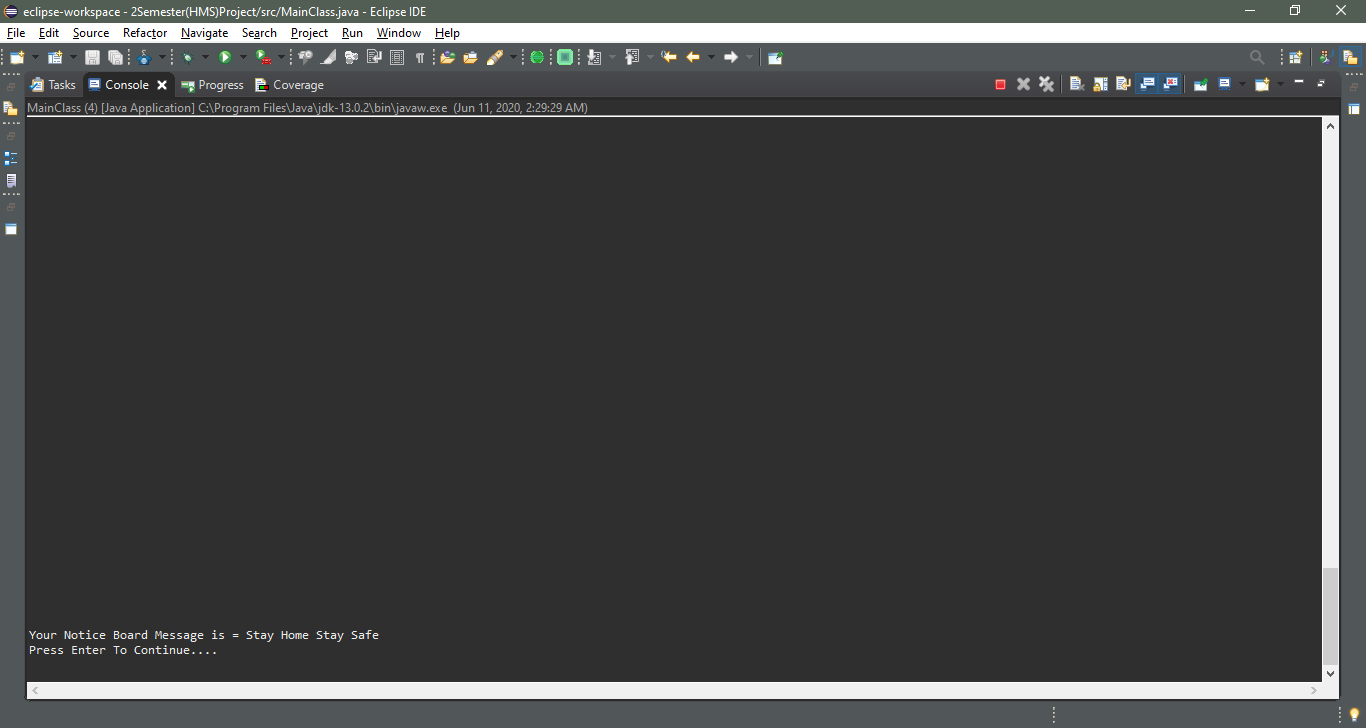 eclipse-workspace - 2Semester(HMS)Project/src/MainClass.java - Eclipse IDE
File Edit Source Refactor Navigate Search Project Run Window Help
Tasks Console Progress Coverage
MainClass (4) [Java Application] C:\Program Files\Java\jdk-13.0.2\bin\javaw.exe (Jun 11, 2020, 2:29:29 AM)
Your Notice Board Message is = Stay Home Stay Safe
Press Enter To Continue....